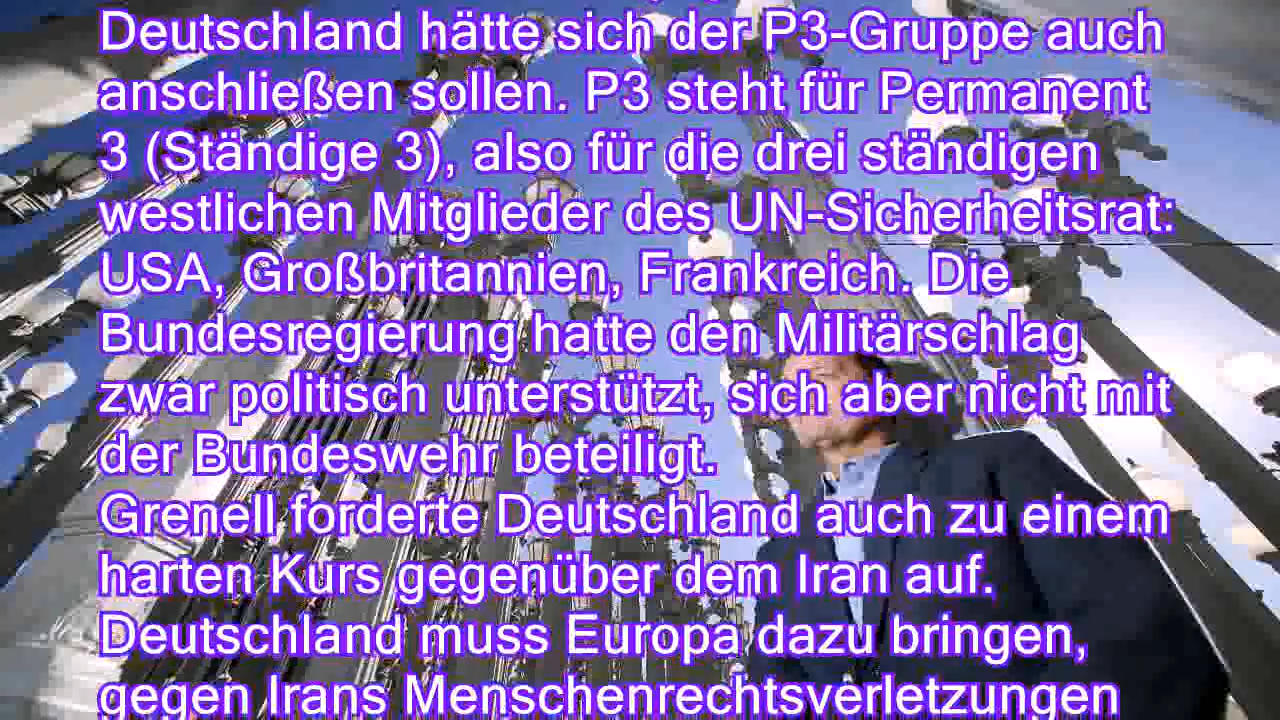 Deutschland hätte sich der P3-Gruppe auch
anschließen sollen. P3 steht für Permanent
3 (Ständige 3), also für die drei ständigen
westlichen Mitglieder des UN-Sicherheitsrat:
USA, Großbritannien, Frankreich. Die
Bundesregierung hatte den Militärschlag
zwar politisch unterstützt, sich aber nicht mit
der Bundeswehr beteiligt.
Grenell forderte Deutschland auch zu einem
harten Kurs gegenüber dem Iran auf.
Deutschland muss Europa dazu bringen,
gegen Irans Menschenrechtsverletzungen